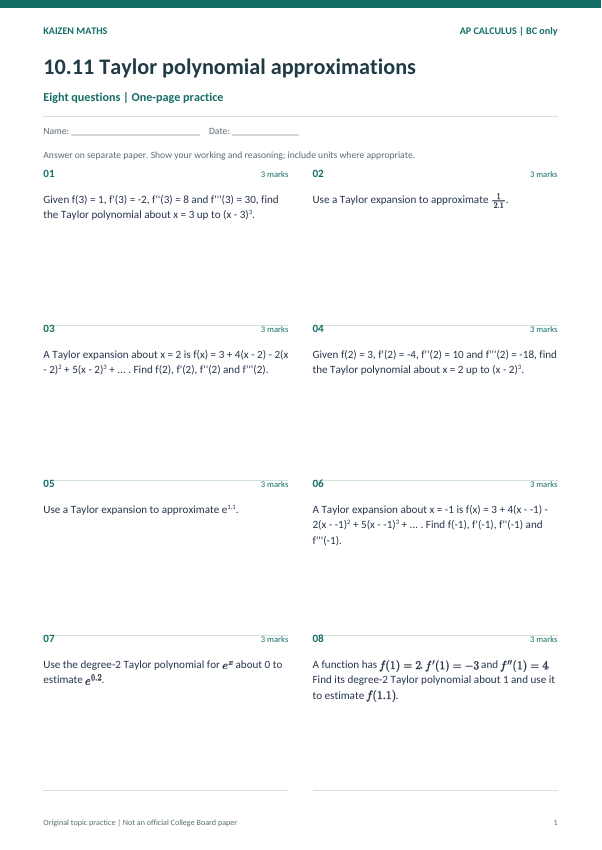 KAIZEN MATHS
AP CALCULUS | BC only
10.11 Taylor polynomial approximations
Eight questions | One-page practice
Name: ____________________________ Date: ______________
Answer on separate paper. Show your working and reasoning; include units where appropriate.
01 3 marks
Given f(3) = 1, f'(3) = -2, f''(3) = 8 and f'''(3) = 30, find
the Taylor polynomial about x = 3 up to (x - 3)³.
02 3 marks
Use a Taylor expansion to approximate 1/2.1.
03 3 marks
A Taylor expansion about x = 2 is f(x) = 3 + 4(x - 2) - 2(x
- 2)² + 5(x - 2)³ + ... . Find f(2), f'(2), f''(2) and f'''(2).
04 3 marks
Given f(2) = 3, f'(2) = -4, f''(2) = 10 and f'''(2) = -18, find
the Taylor polynomial about x = 2 up to (x - 2)³.
05 3 marks
Use a Taylor expansion to approximate e¹·¹.
06 3 marks
A Taylor expansion about x = -1 is f(x) = 3 + 4(x - -1) -
2(x - -1)² + 5(x - -1)³ + ... . Find f(-1), f'(-1), f''(-1) and
f'''(-1).
07 3 marks
Use the degree-2 Taylor polynomial for eˣ about 0 to
estimate e⁰·².
08 3 marks
A function has f(1) = 2, f′(1) = −3 and f″(1) = 4.
Find its degree-2 Taylor polynomial about 1 and use it
to estimate f(1.1).
Original topic practice | Not an official College Board paper
1